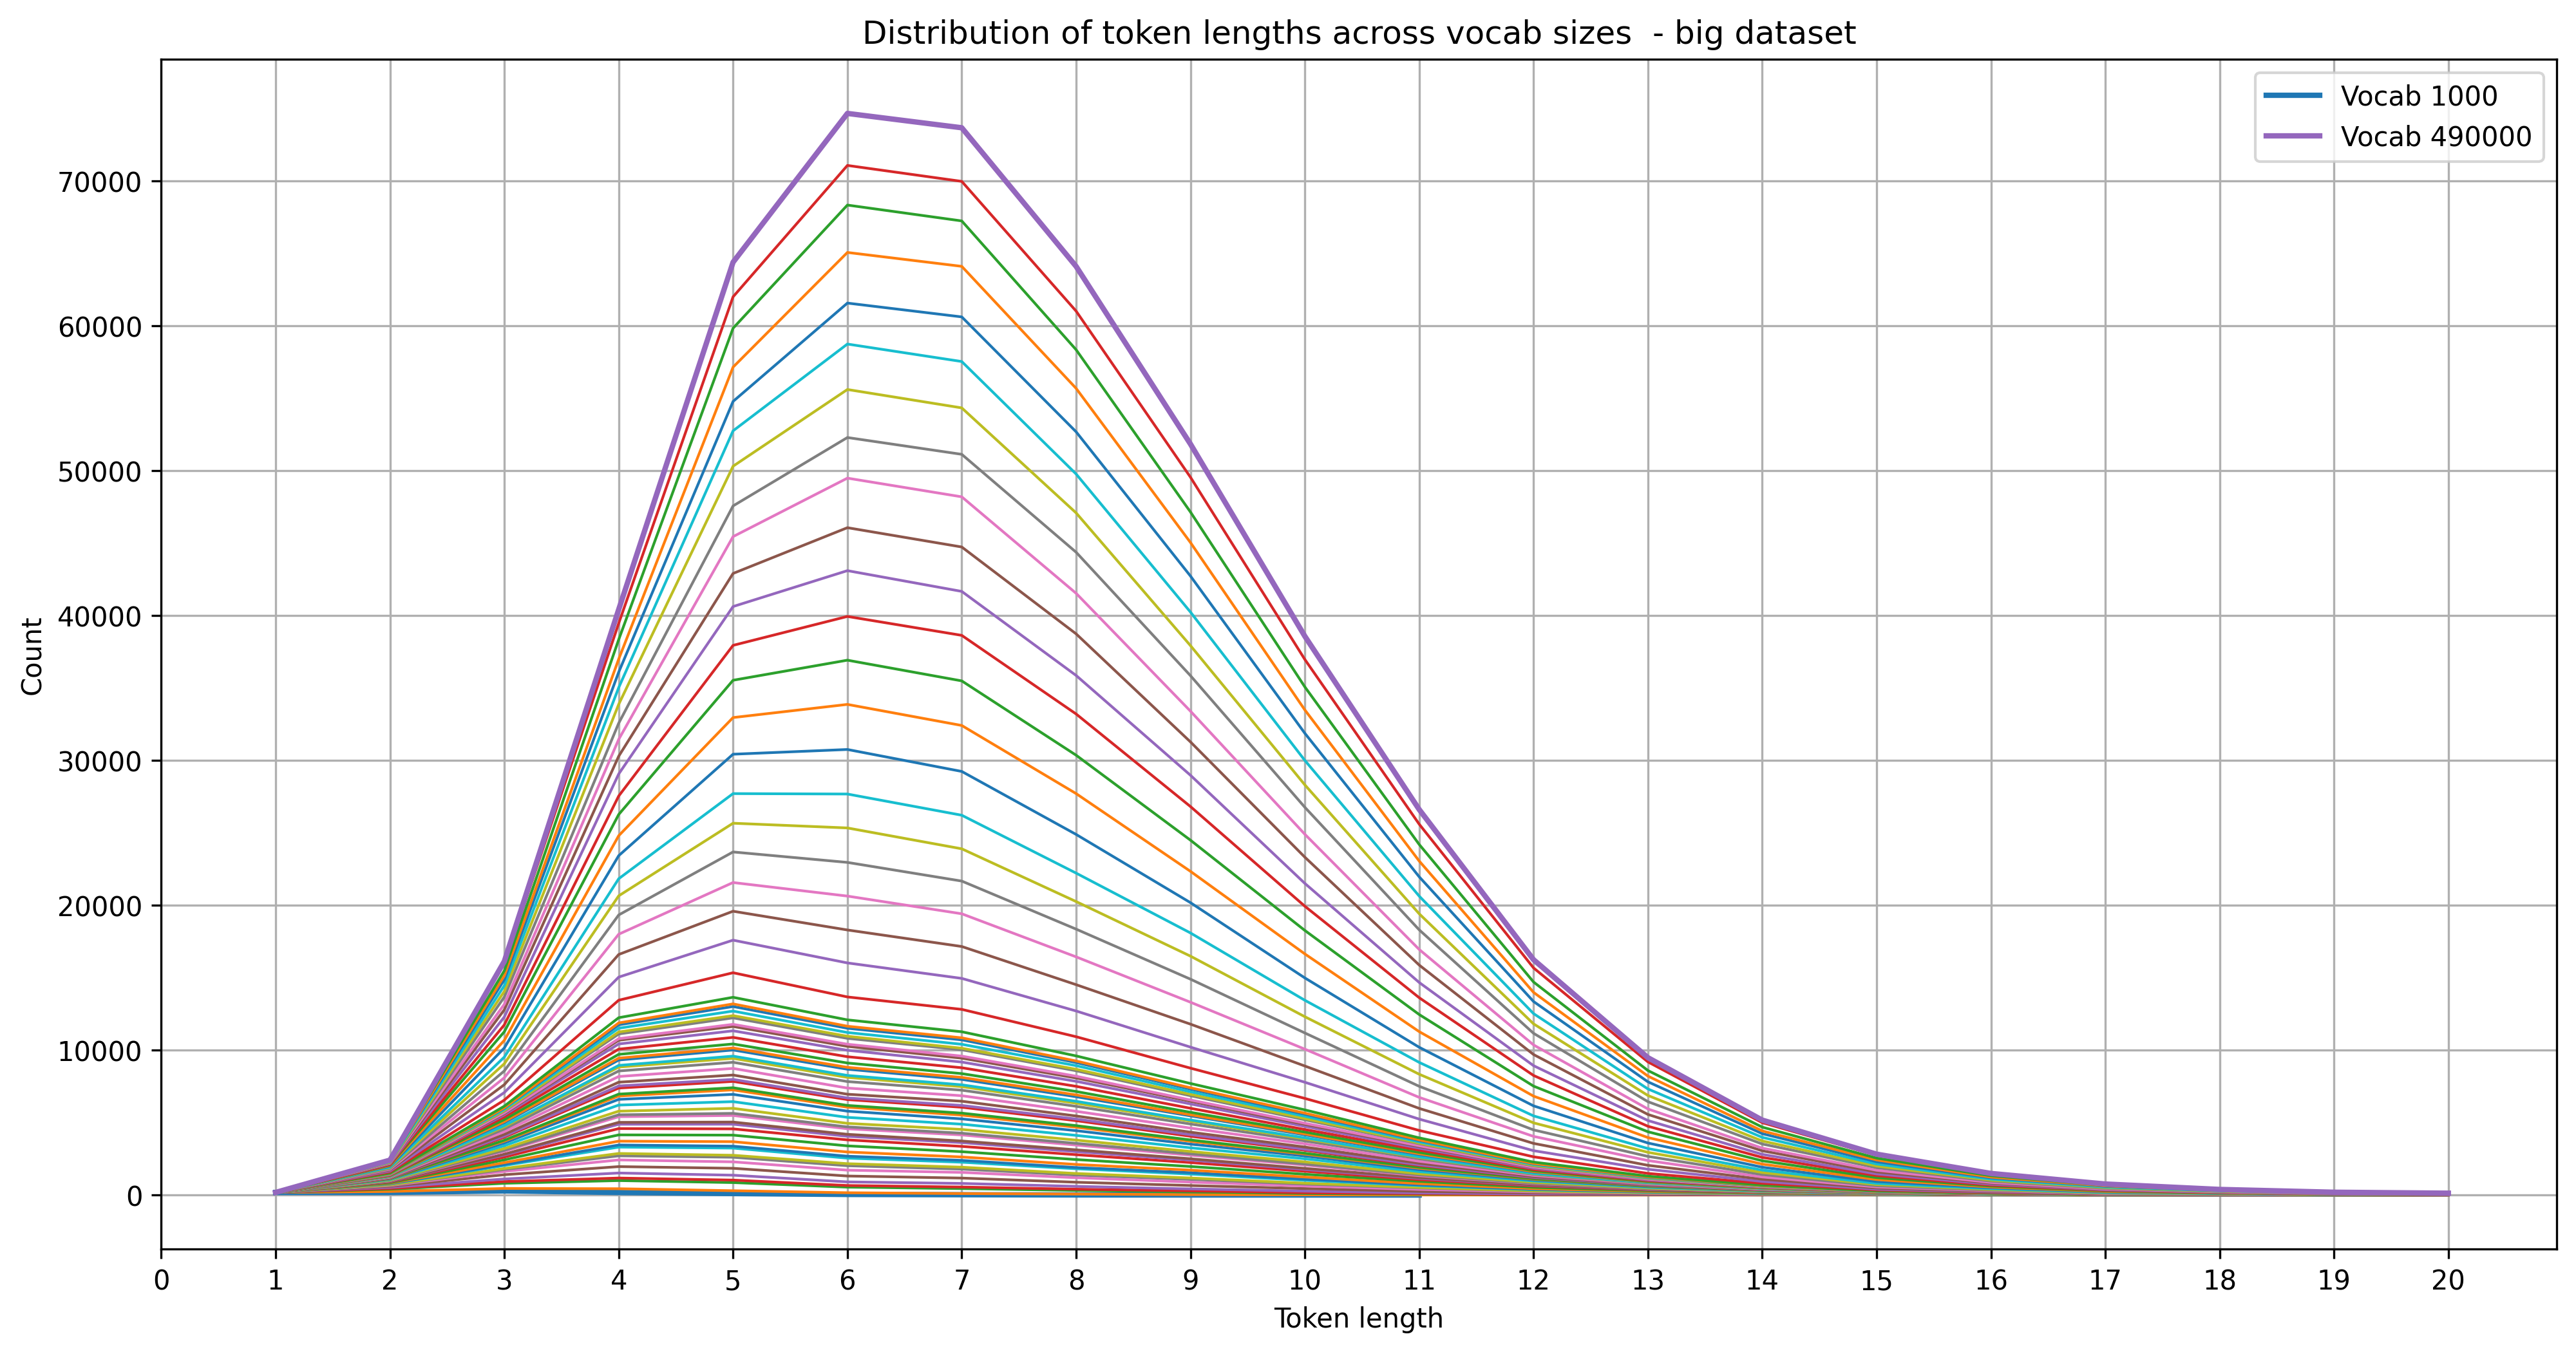 Distribution of token lengths across vocab sizes  - big dataset
Vocab 1000
Vocab 490000
70000
60000
50000
40000
30000
20000
10000
0
Count
0 1 2 3 4 5 6 7 8 9 10 11 12 13 14 15 16 17 18 19 20
Token length